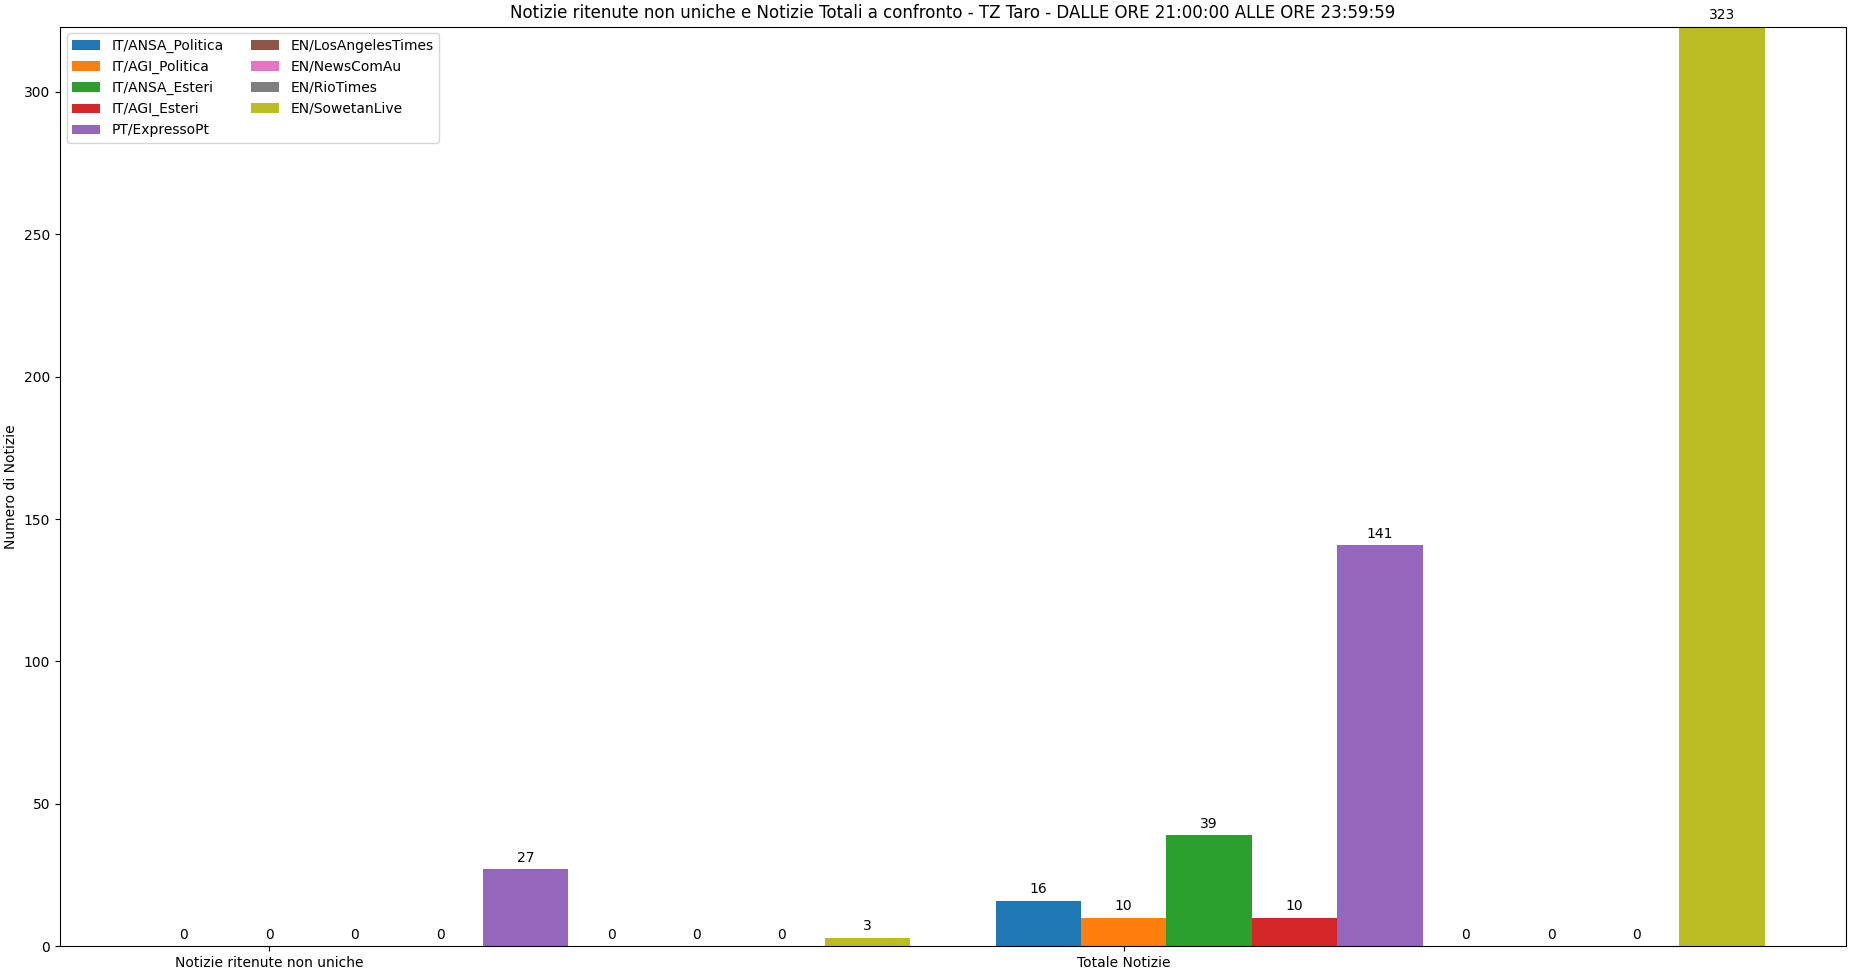 Notizie ritenute non uniche e Notizie Totali a confronto - TZ Taro - DALLE ORE 21:00:00 ALLE ORE 23:59:59
323
IT/ANSA_Politica
IT/AGI_Politica
IT/ANSA_Esteri
IT/AGI_Esteri
PT/ExpressoPt
EN/LosAngelesTimes
EN/NewsComAu
EN/RioTimes
EN/SowetanLive
Numero di Notizie
300
250
200
150
100
50
0
0
0
0
0
27
0
0
0
3
16
10
39
10
141
0
0
0
Notizie ritenute non uniche
Totale Notizie